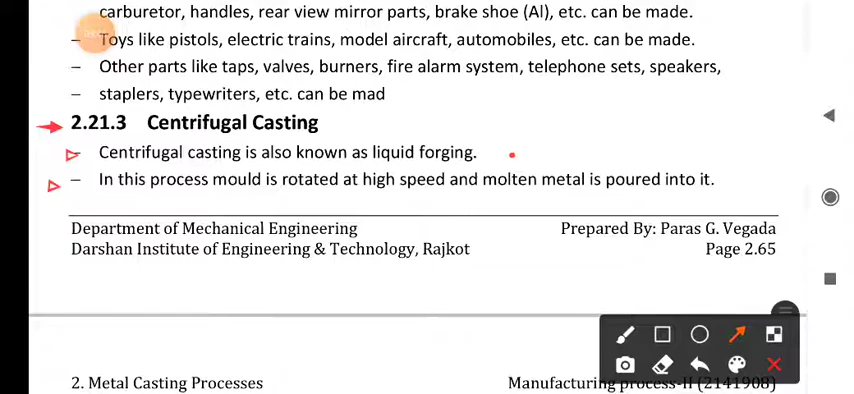 carburetor, handles, rear view mirror parts, brake shoe (Al), etc. can be made.
– Toys like pistols, electric trains, model aircraft, automobiles, etc. can be made.
– Other parts like taps, valves, burners, fire alarm system, telephone sets, speakers,
– staplers, typewriters, etc. can be mad
2.21.3 Centrifugal Casting
– Centrifugal casting is also known as liquid forging.
– In this process mould is rotated at high speed and molten metal is poured into it.
Department of Mechanical Engineering Prepared By: Paras G. Vegada
Darshan Institute of Engineering & Technology, Rajkot Page 2.65
2. Metal Casting Processes Manufacturing process-II (2141908)